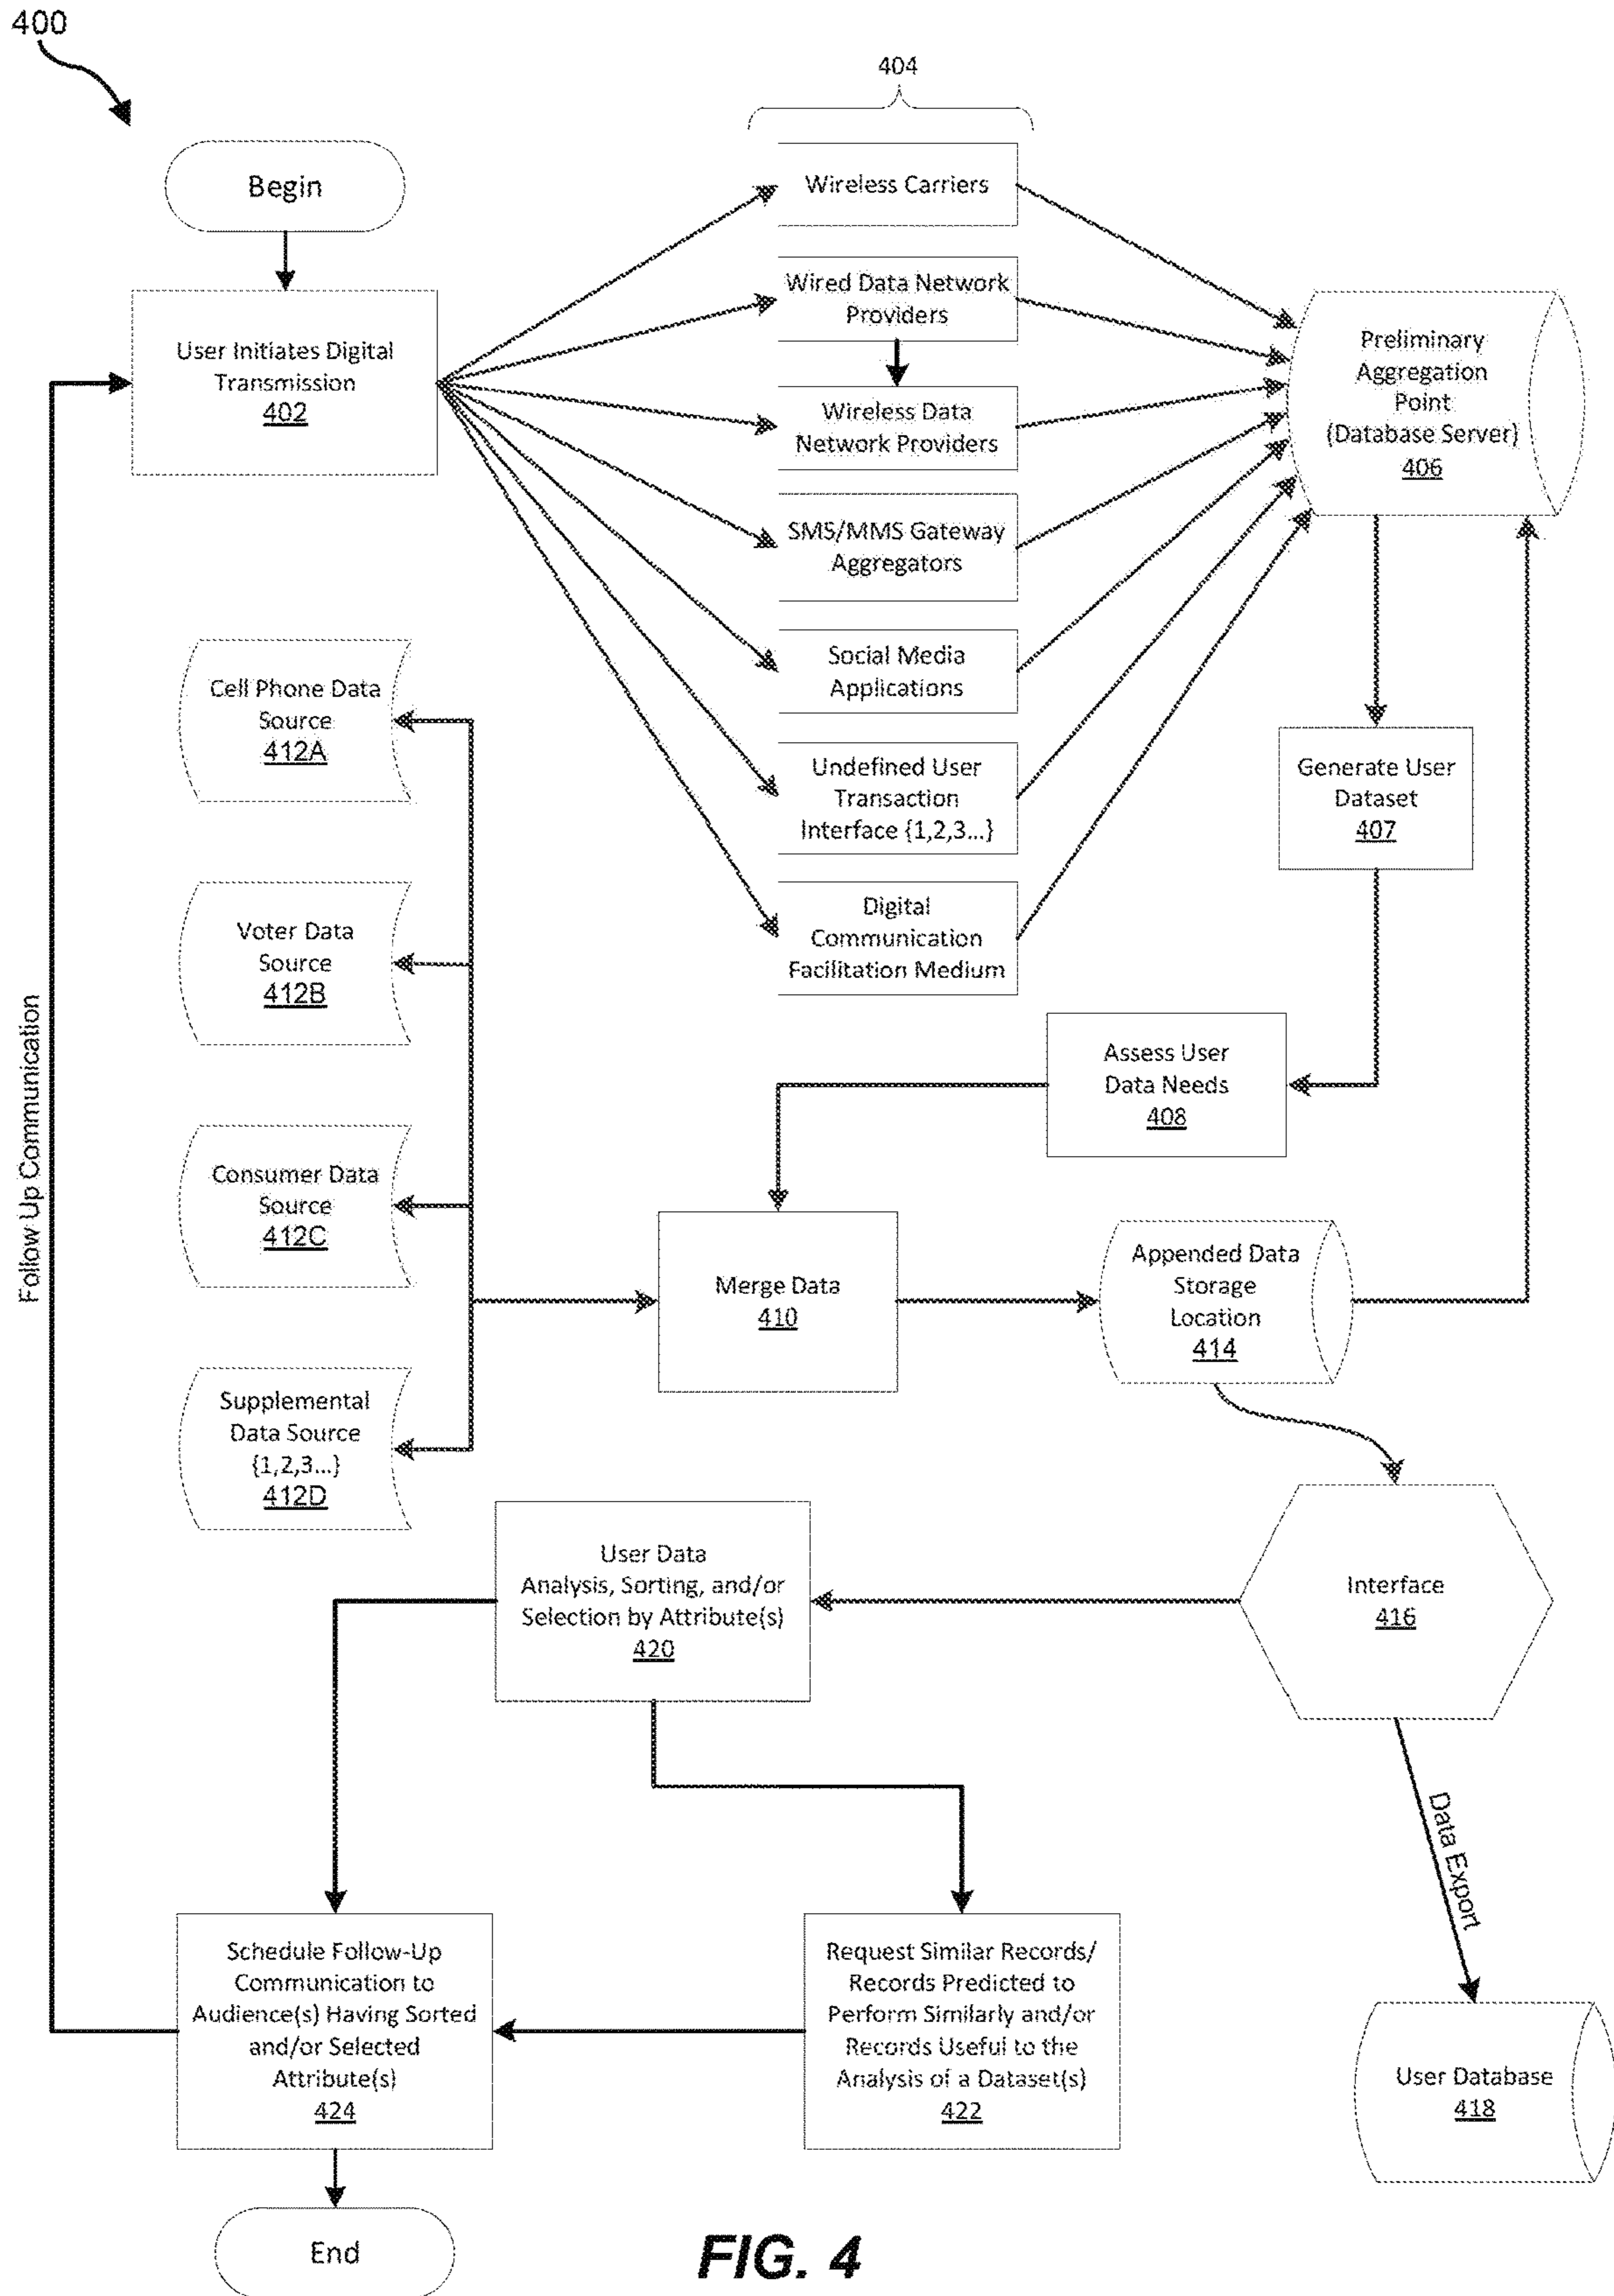 400
404
Begin
Wireless Carriers
User Initiates Digital
Transmission
402
Wired Data Network
Providers
Wireless Data
Network Providers
SMS/MMS Gateway
Aggregators
Social Media
Applications
Undefined User
Transaction
Interface {1,2,3...}
Digital
Communication
Facilitation Medium
Preliminary
Aggregation
Point
(Database Server)
406
Generate User
Dataset
407
Assess User
Data Needs
408
Cell Phone Data
Source
412A
Voter Data
Source
412B
Consumer Data
Source
412C
Supplemental
Data Source
{1,2,3...}
412D
Follow Up Communication
Merge Data
410
Appended Data
Storage
Location
414
Interface
416
User Data
Analysis, Sorting, and/or
Selection by Attribute(s)
420
Data Export
User Database
418
Request Similar Records/
Records Predicted to
Perform Similarly and/or
Records Useful to the
Analysis of a Dataset(s)
422
Schedule Follow-Up
Communication to
Audience(s) Having Sorted
and/or Selected
Attribute(s)
424
End
FIG. 4